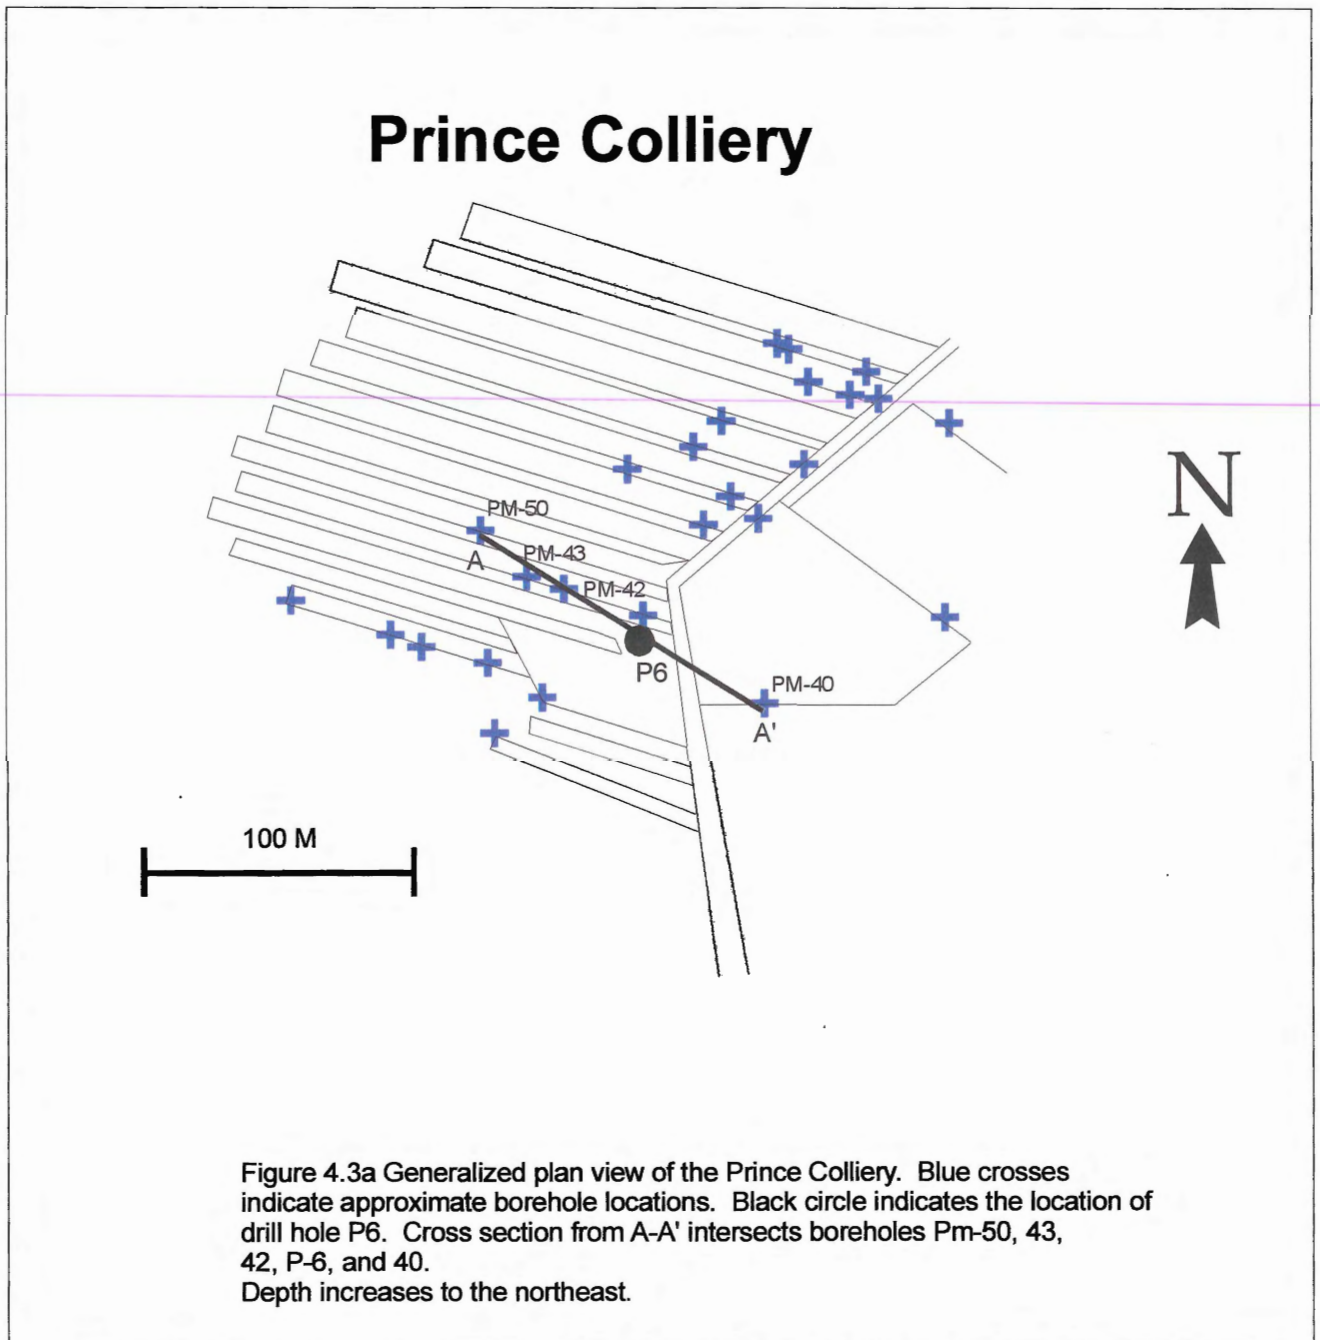 Prince Colliery
N
PM-50
A
PM-43
PM-42
P6
PM-40
A'
100 M
Figure 4.3a Generalized plan view of the Prince Colliery. Blue crosses
indicate approximate borehole locations. Black circle indicates the location of
drill hole P6. Cross section from A-A' intersects boreholes Pm-50, 43,
42, P-6, and 40.
Depth increases to the northeast.